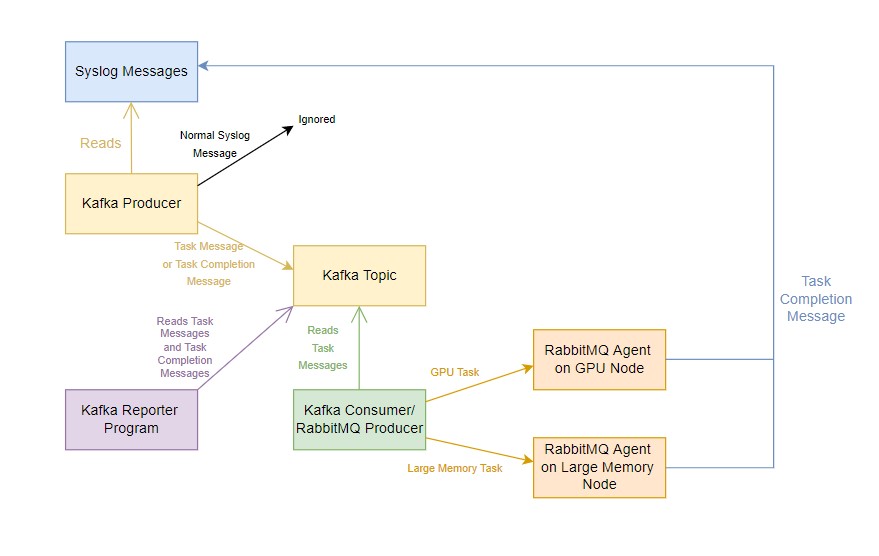 Syslog Messages
Reads
Normal Syslog
Message
Ignored
Kafka Producer
Task Message
or Task Completion
Message
Kafka Topic
Task
Completion
Message
Reads Task
Messages
and Task
Completion
Messages
Reads
Task
Messages
GPU Task
RabbitMQ Agent
on GPU Node
Kafka Reporter
Program
Kafka Consumer/
RabbitMQ Producer
Large Memory Task
RabbitMQ Agent
on Large Memory
Node